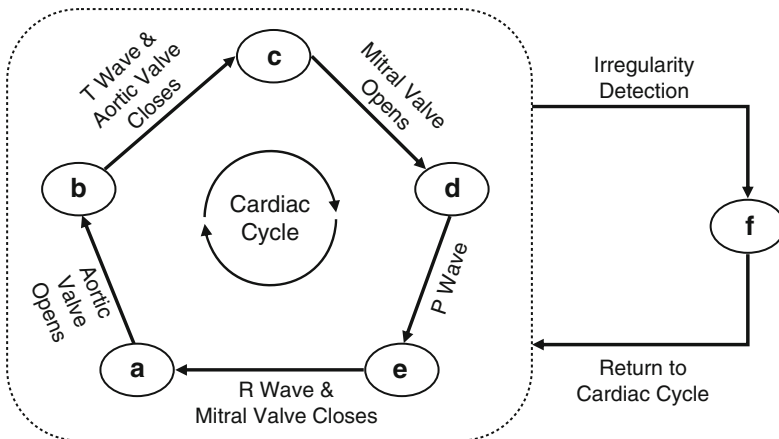 c
T Wave &
Aortic Valve
Closes
Mitral Valve
Opens
Irregularity
Detection
b
Cardiac
Cycle
d
f
Aortic
Valve
Opens
P Wave
a
e
R Wave &
Mitral Valve Closes
Return to
Cardiac Cycle